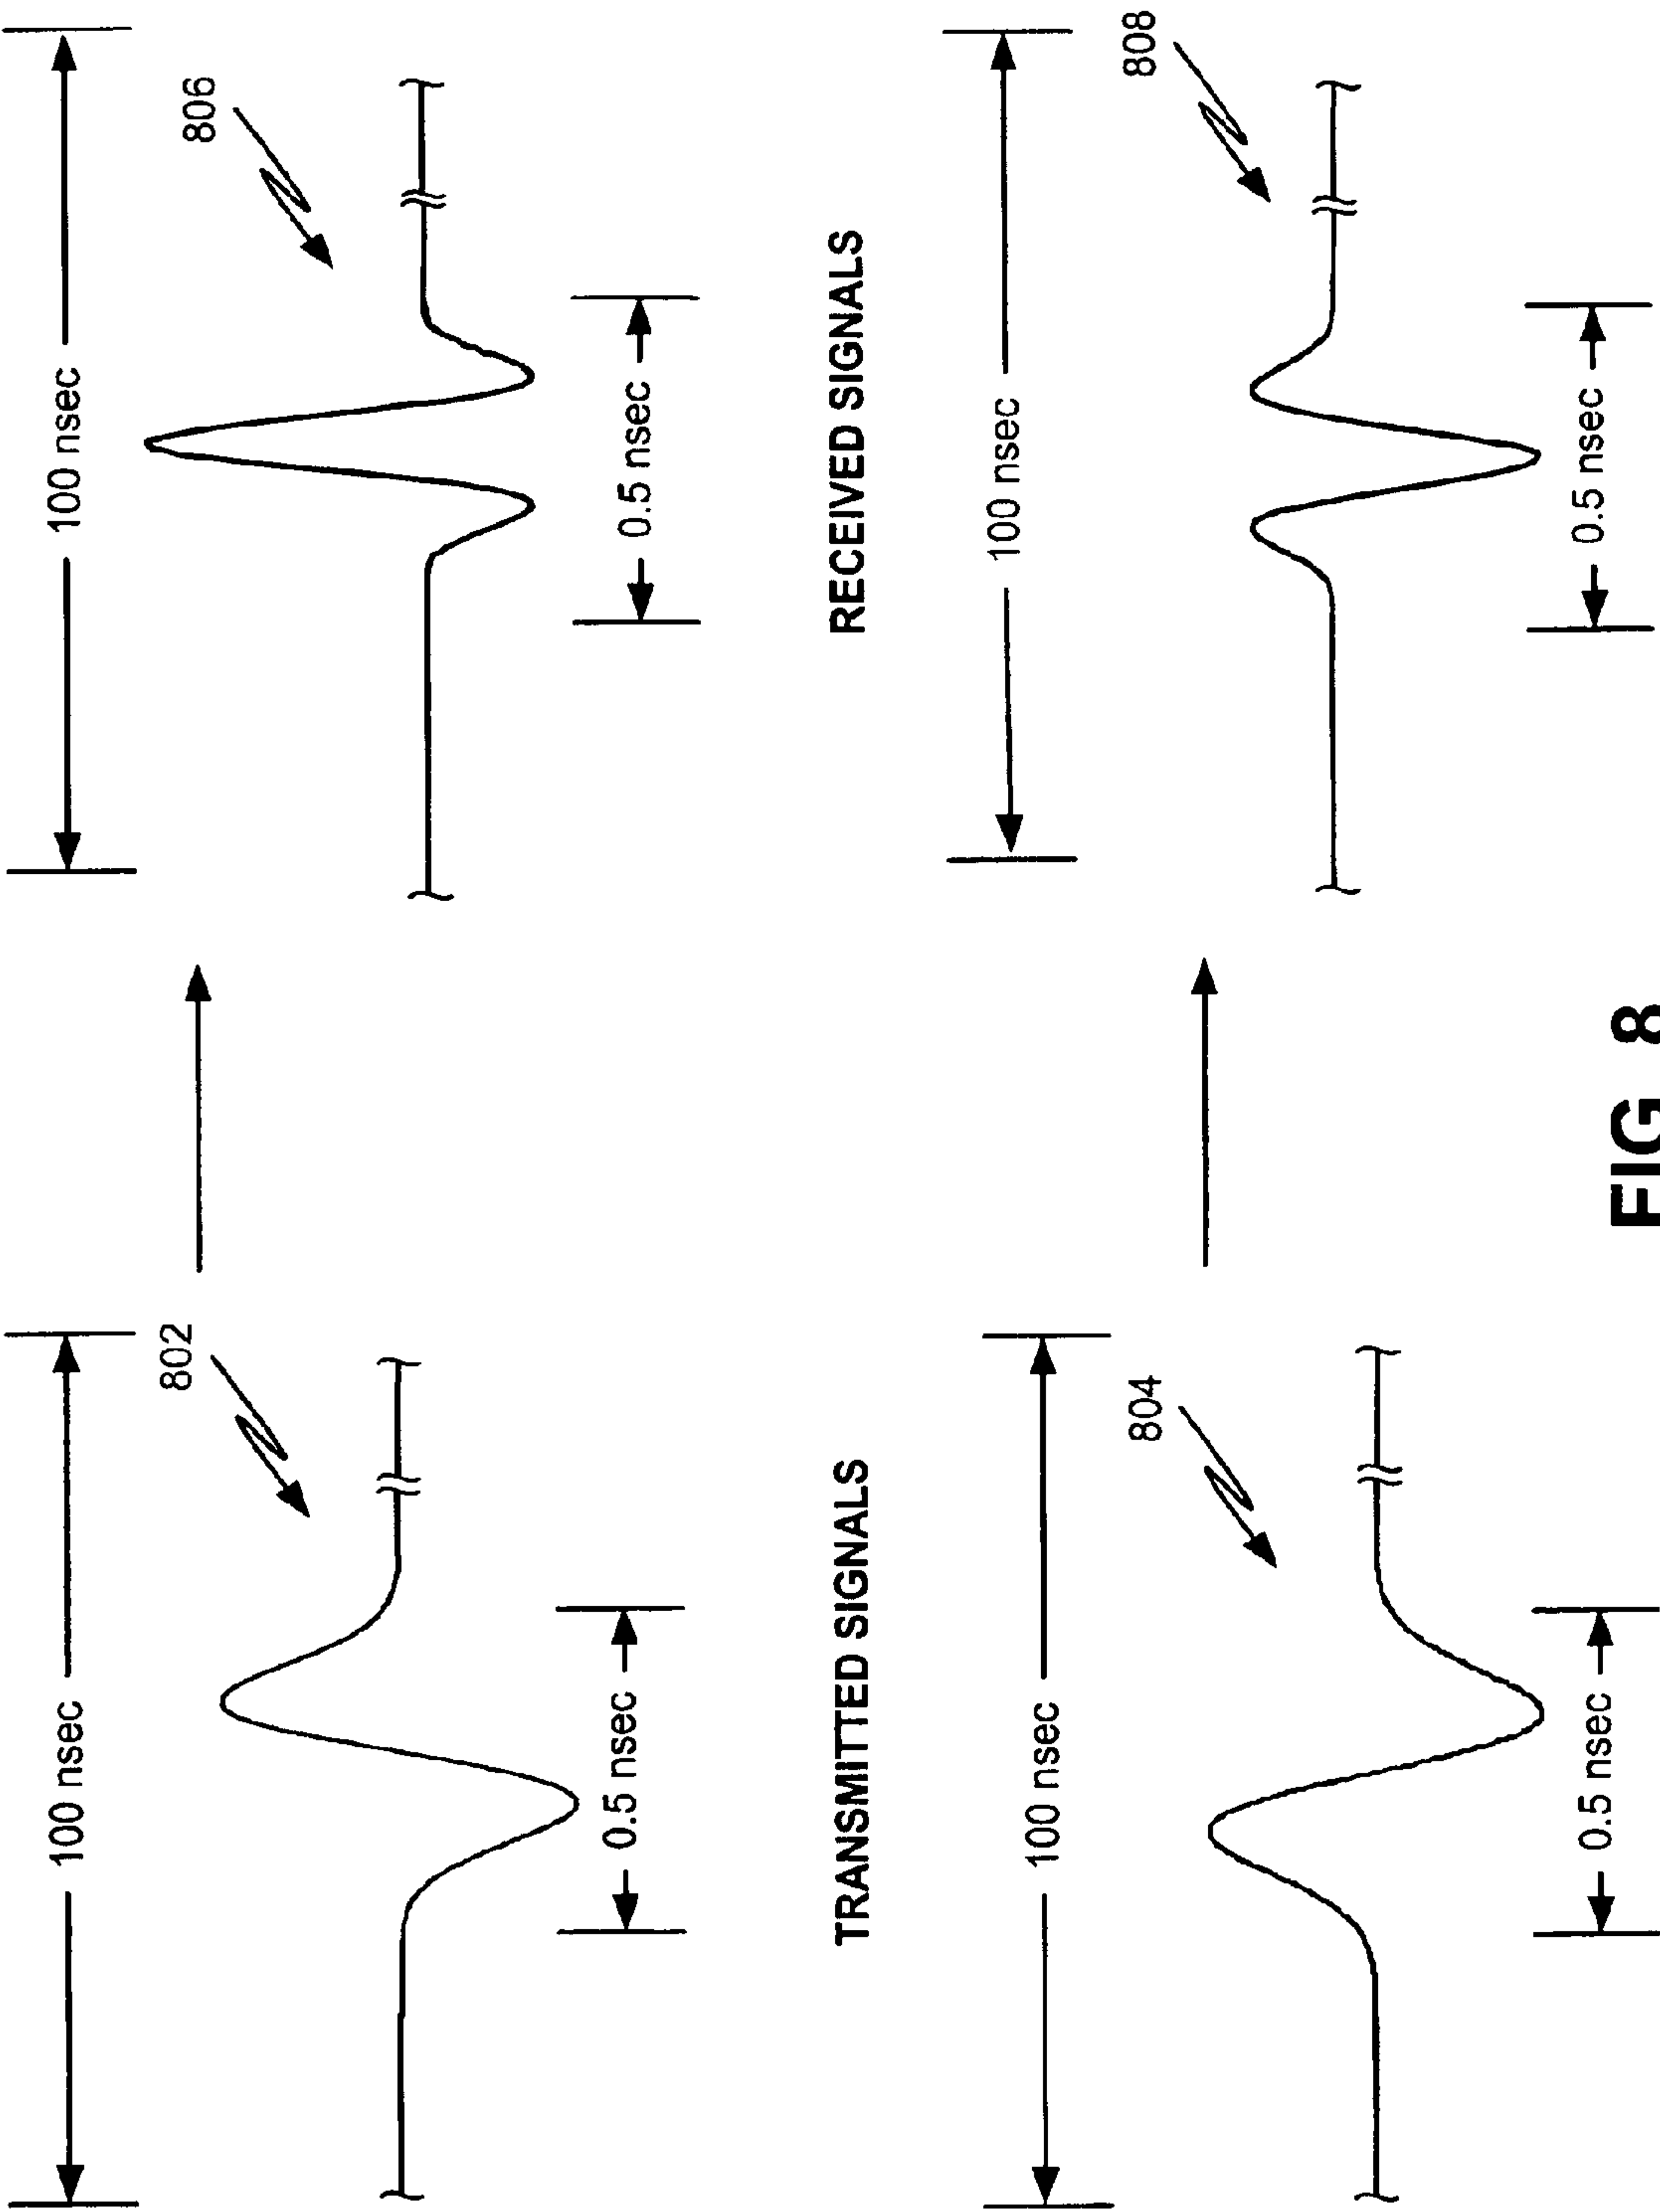 100 nsec
100 nsec
802
806
0.5 nsec
0.5 nsec
TRANSMITTED SIGNALS
RECEIVED SIGNALS
100 nsec
100 nsec
804
808
0.5 nsec
0.5 nsec
FIG 8